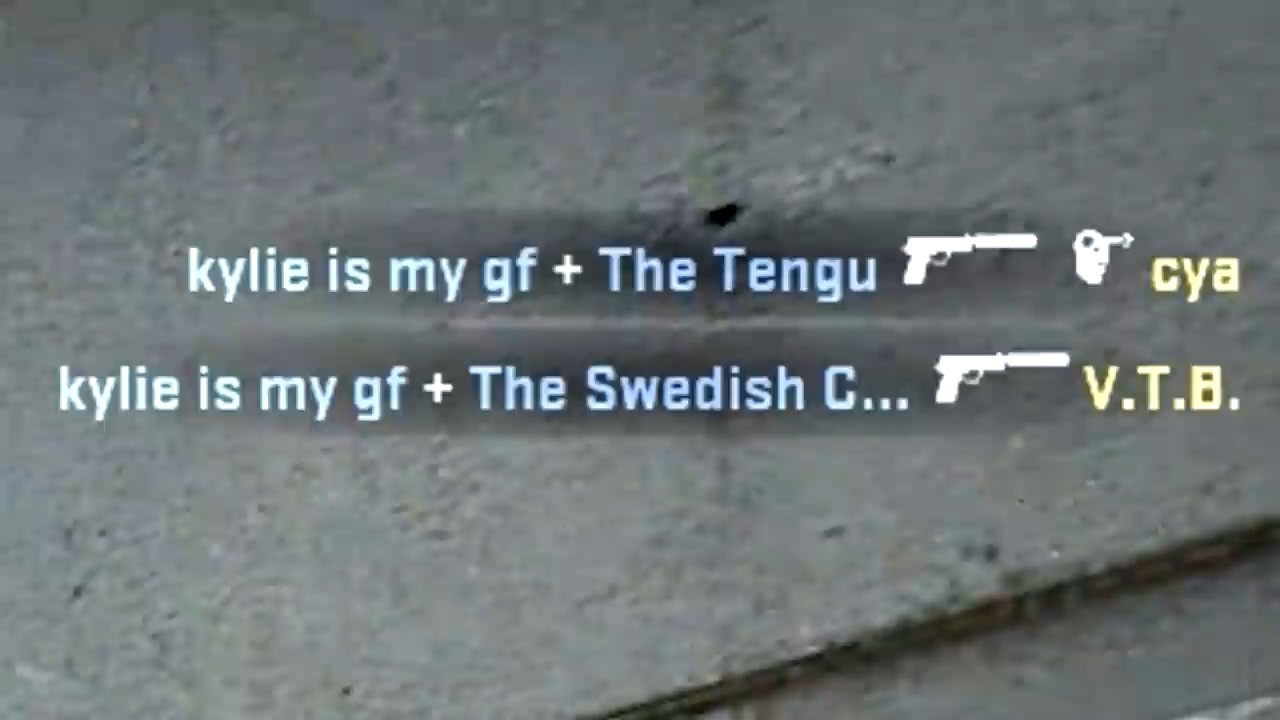 kylie is my gf + The Tengu cya
kylie is my gf + The Swedish C... V.T.B.